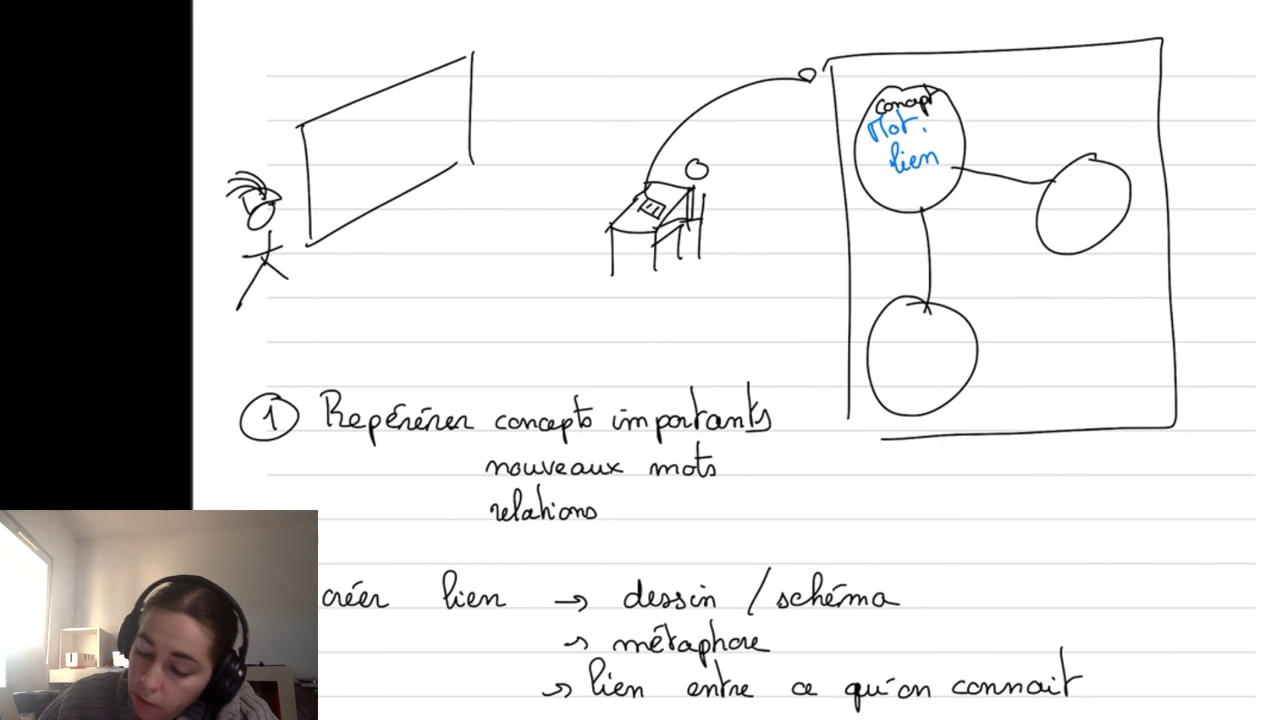 concept
Mot.
lien
1 Repérérer concepts importants
nouveaux mots
relations
créer lien → dessin / schéma
→ métaphore
→ lien entre ce qu'on connait